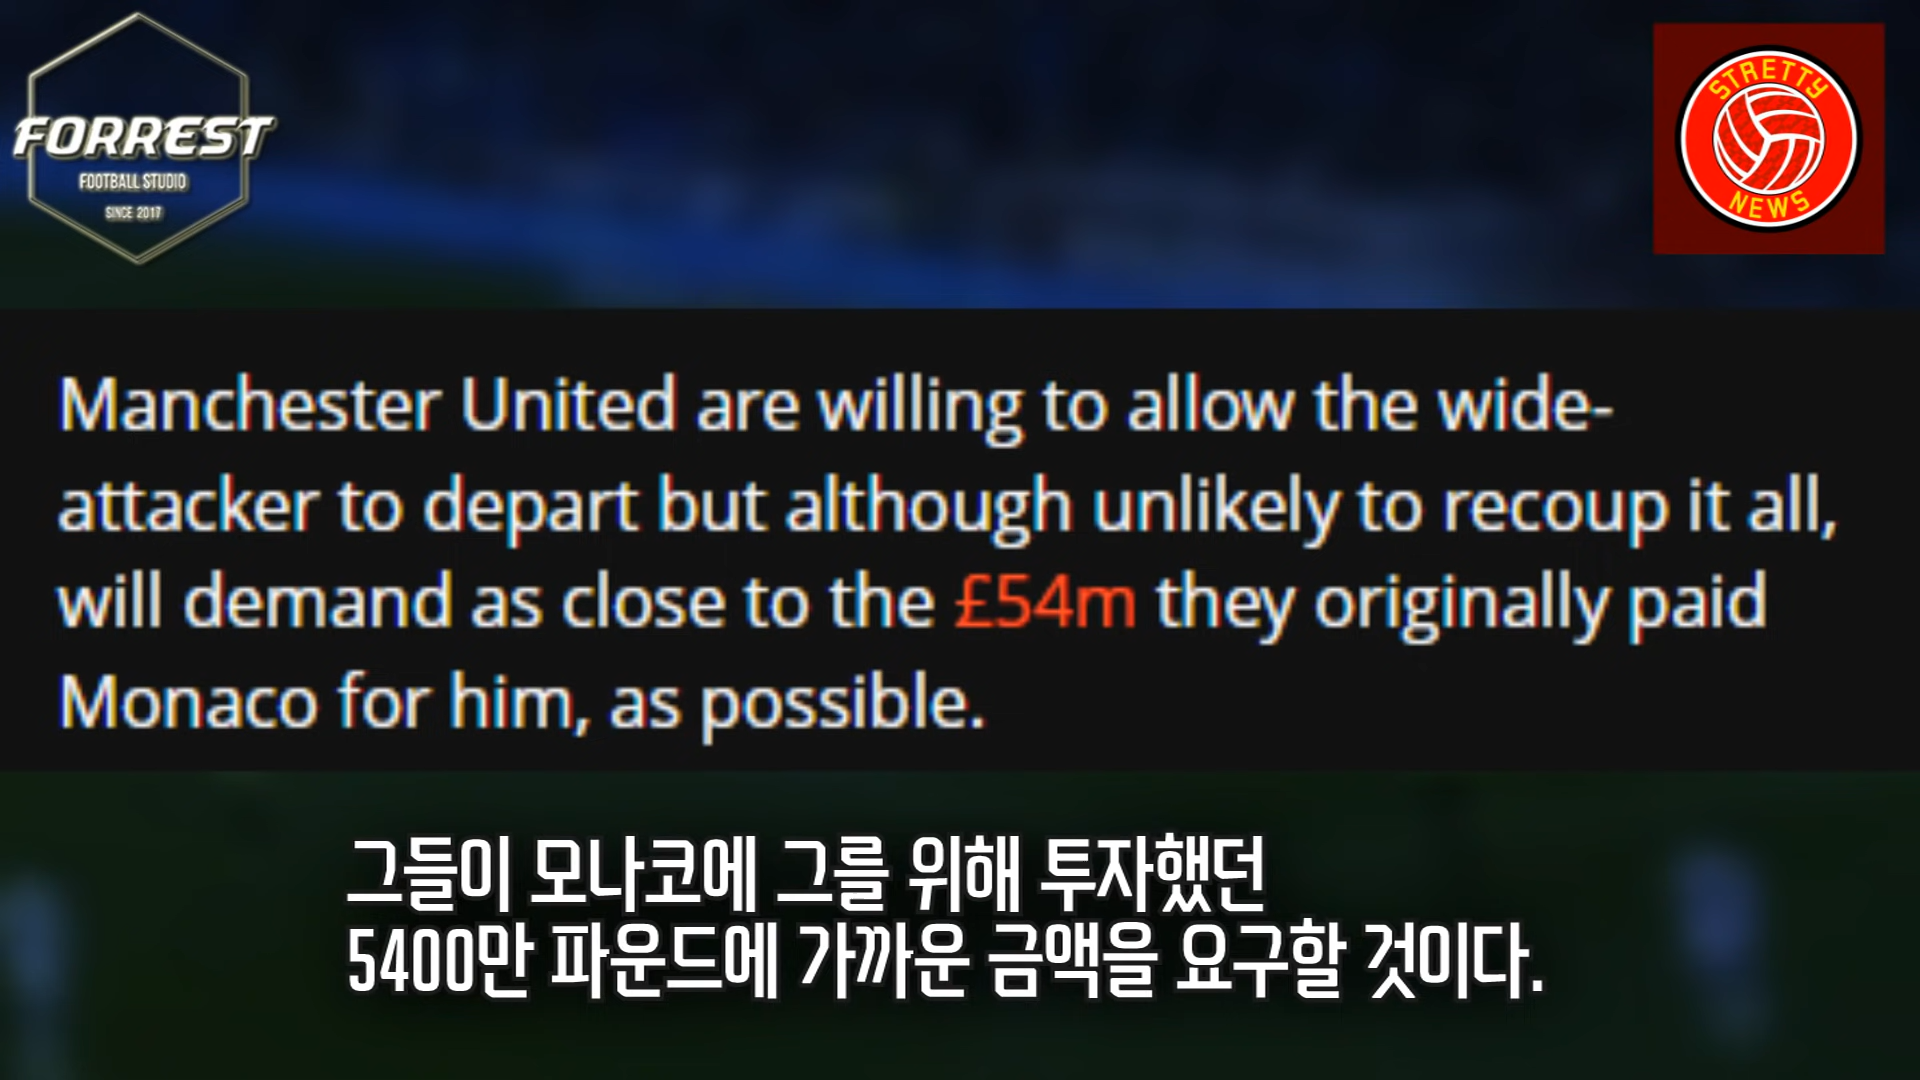 FORREST
FOOTBALL STUDIO
SINCE 2017
STRETTY
NEWS
Manchester United are willing to allow the wide-
attacker to depart but although unlikely to recoup it all,
will demand as close to the £54m they originally paid
Monaco for him, as possible.
그들이 모나코에 그를 위해 투자했던
5400만 파운드에 가까운 금액을 요구할 것이다.